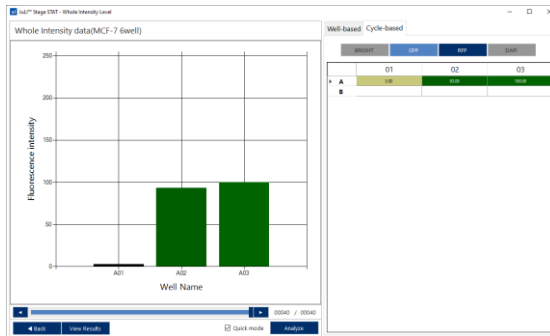 JuLI™ Stage STAT - Whole Intensity Level
Whole Intensity data(MCF-7 6well)
Well-based
Cycle-based
BRIGHT
GFP
RFP
DAPI
01 02 03
A
B
250
200
150
100
50
0
Fluorescence intensity
A01 A02 A03
Well Name
00040 / 00040
Back
View Results
Quick mode
Analyze